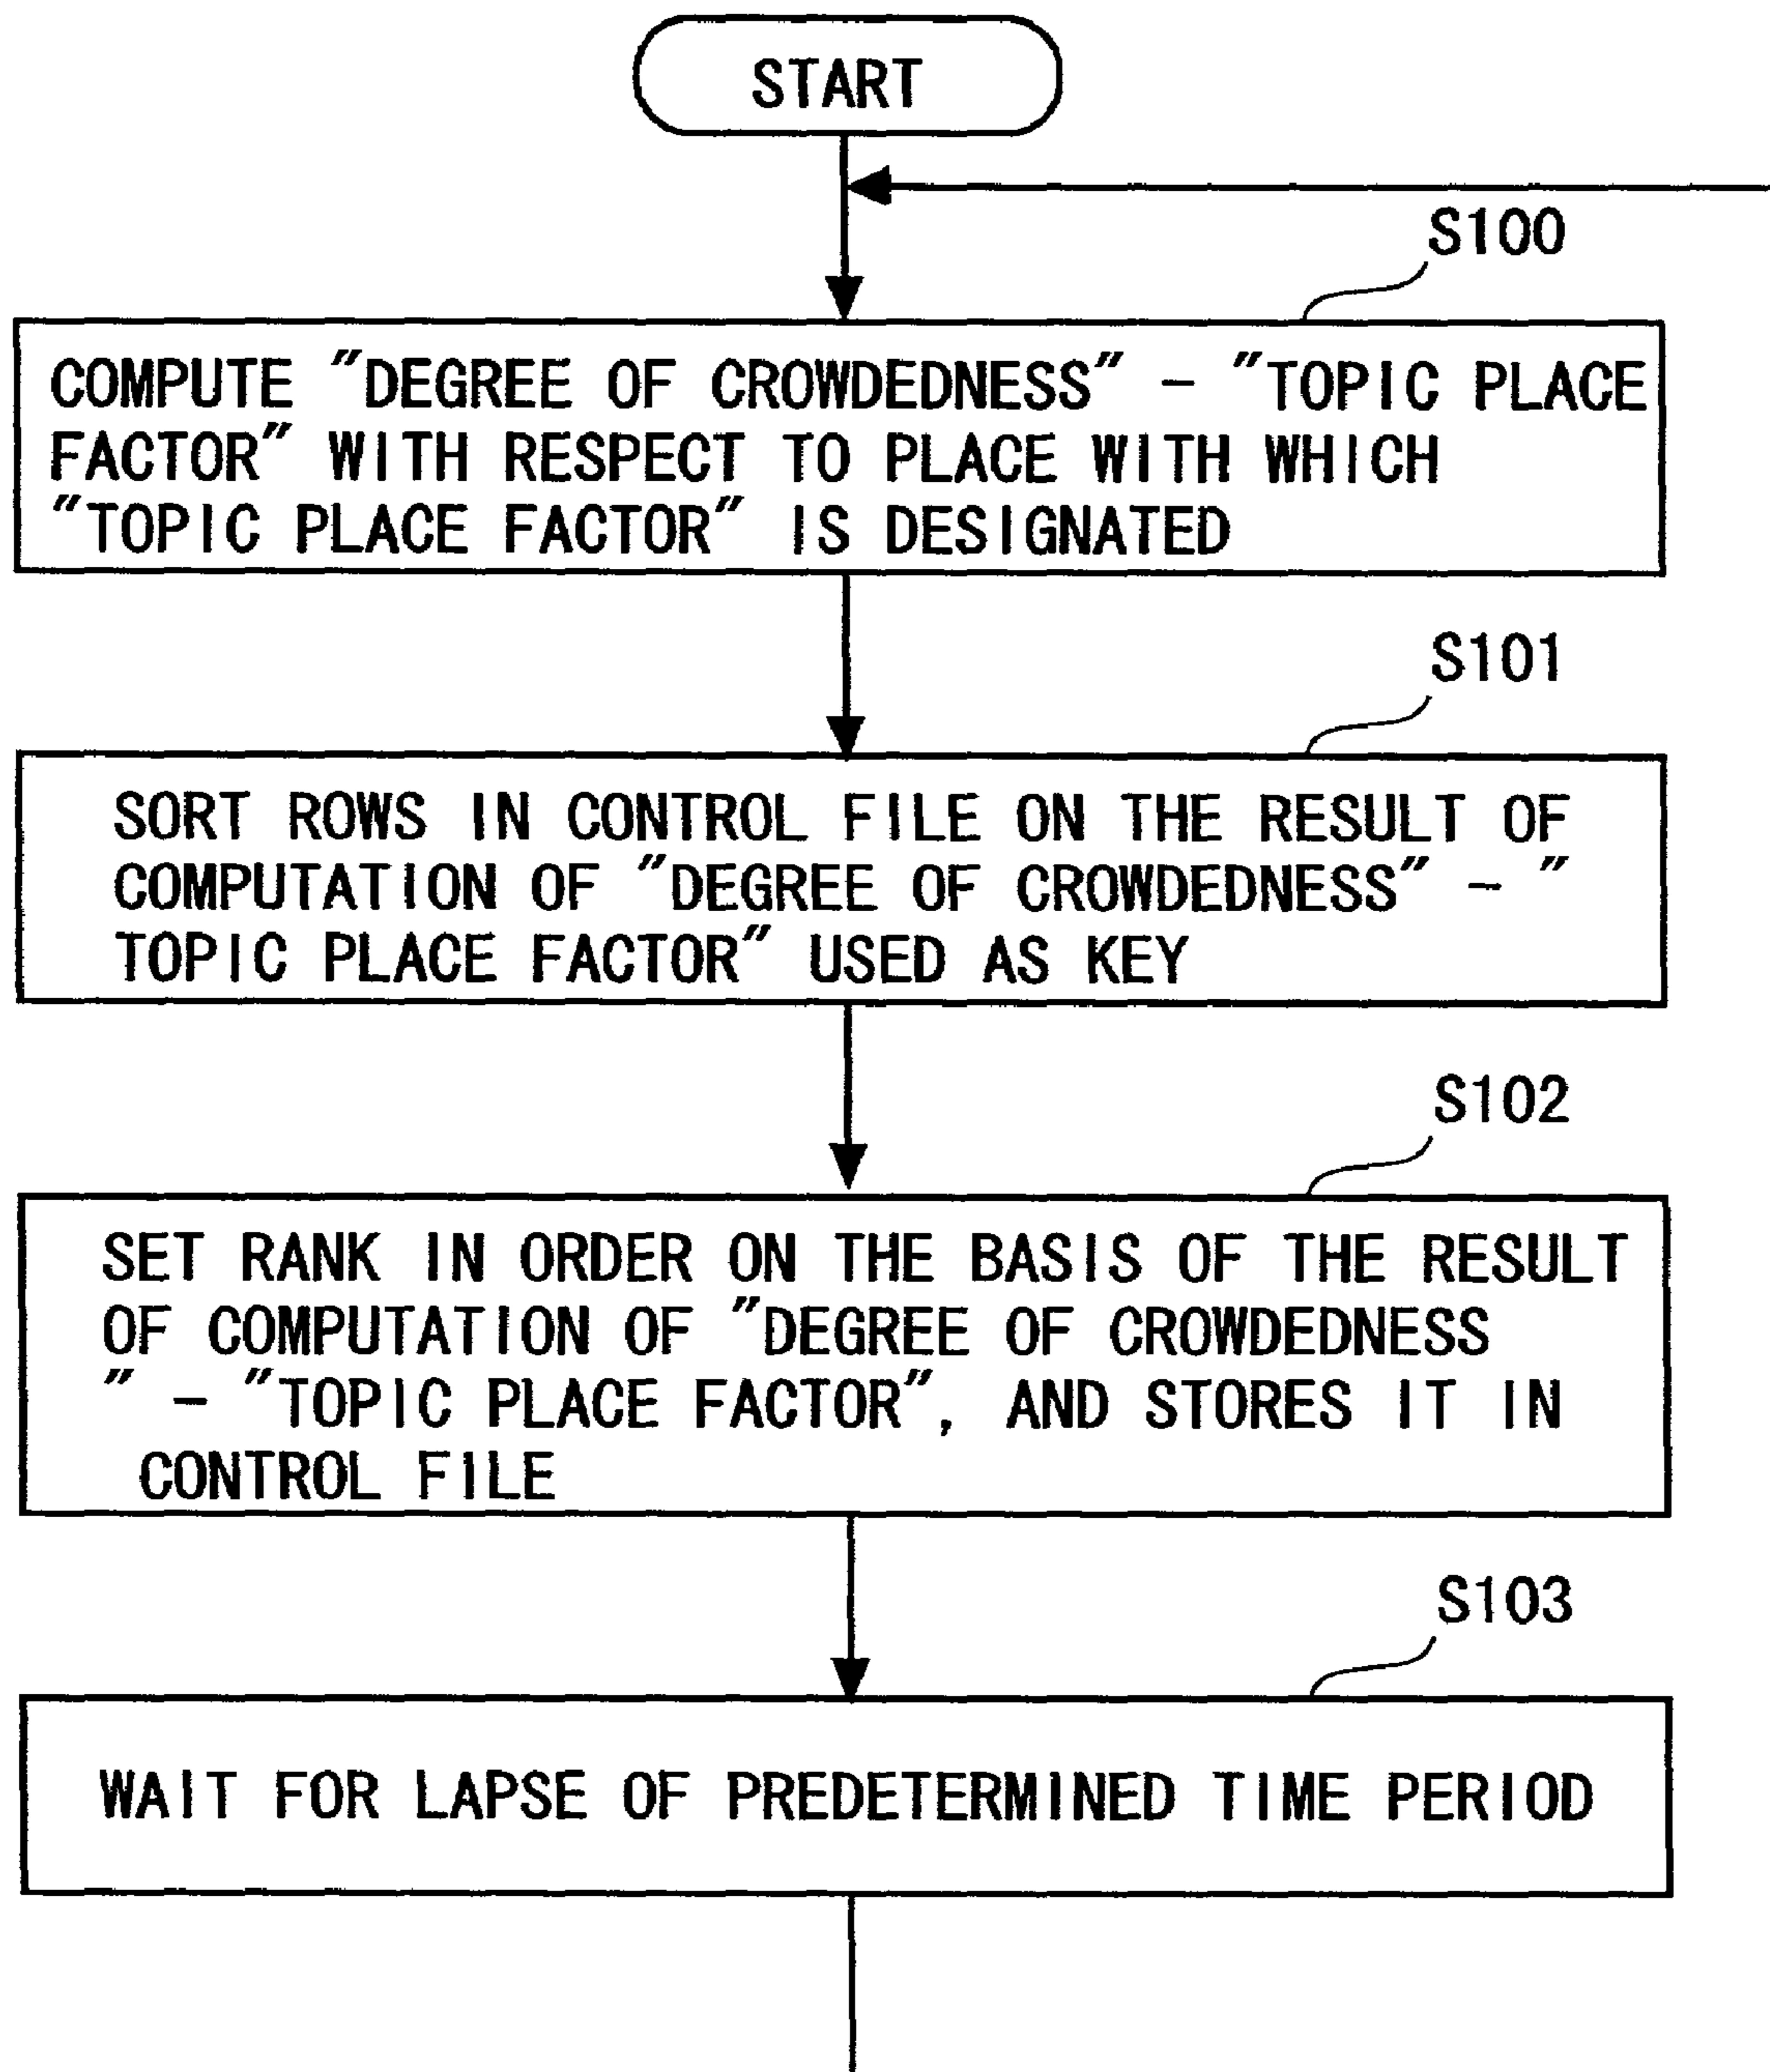 START
S100
COMPUTE "DEGREE OF CROWDEDNESS" - "TOPIC PLACE
FACTOR" WITH RESPECT TO PLACE WITH WHICH
"TOPIC PLACE FACTOR" IS DESIGNATED
S101
SORT ROWS IN CONTROL FILE ON THE RESULT OF
COMPUTATION OF "DEGREE OF CROWDEDNESS" - "
TOPIC PLACE FACTOR" USED AS KEY
S102
SET RANK IN ORDER ON THE BASIS OF THE RESULT
OF COMPUTATION OF "DEGREE OF CROWDEDNESS
" - "TOPIC PLACE FACTOR", AND STORES IT IN
CONTROL FILE
S103
WAIT FOR LAPSE OF PREDETERMINED TIME PERIOD